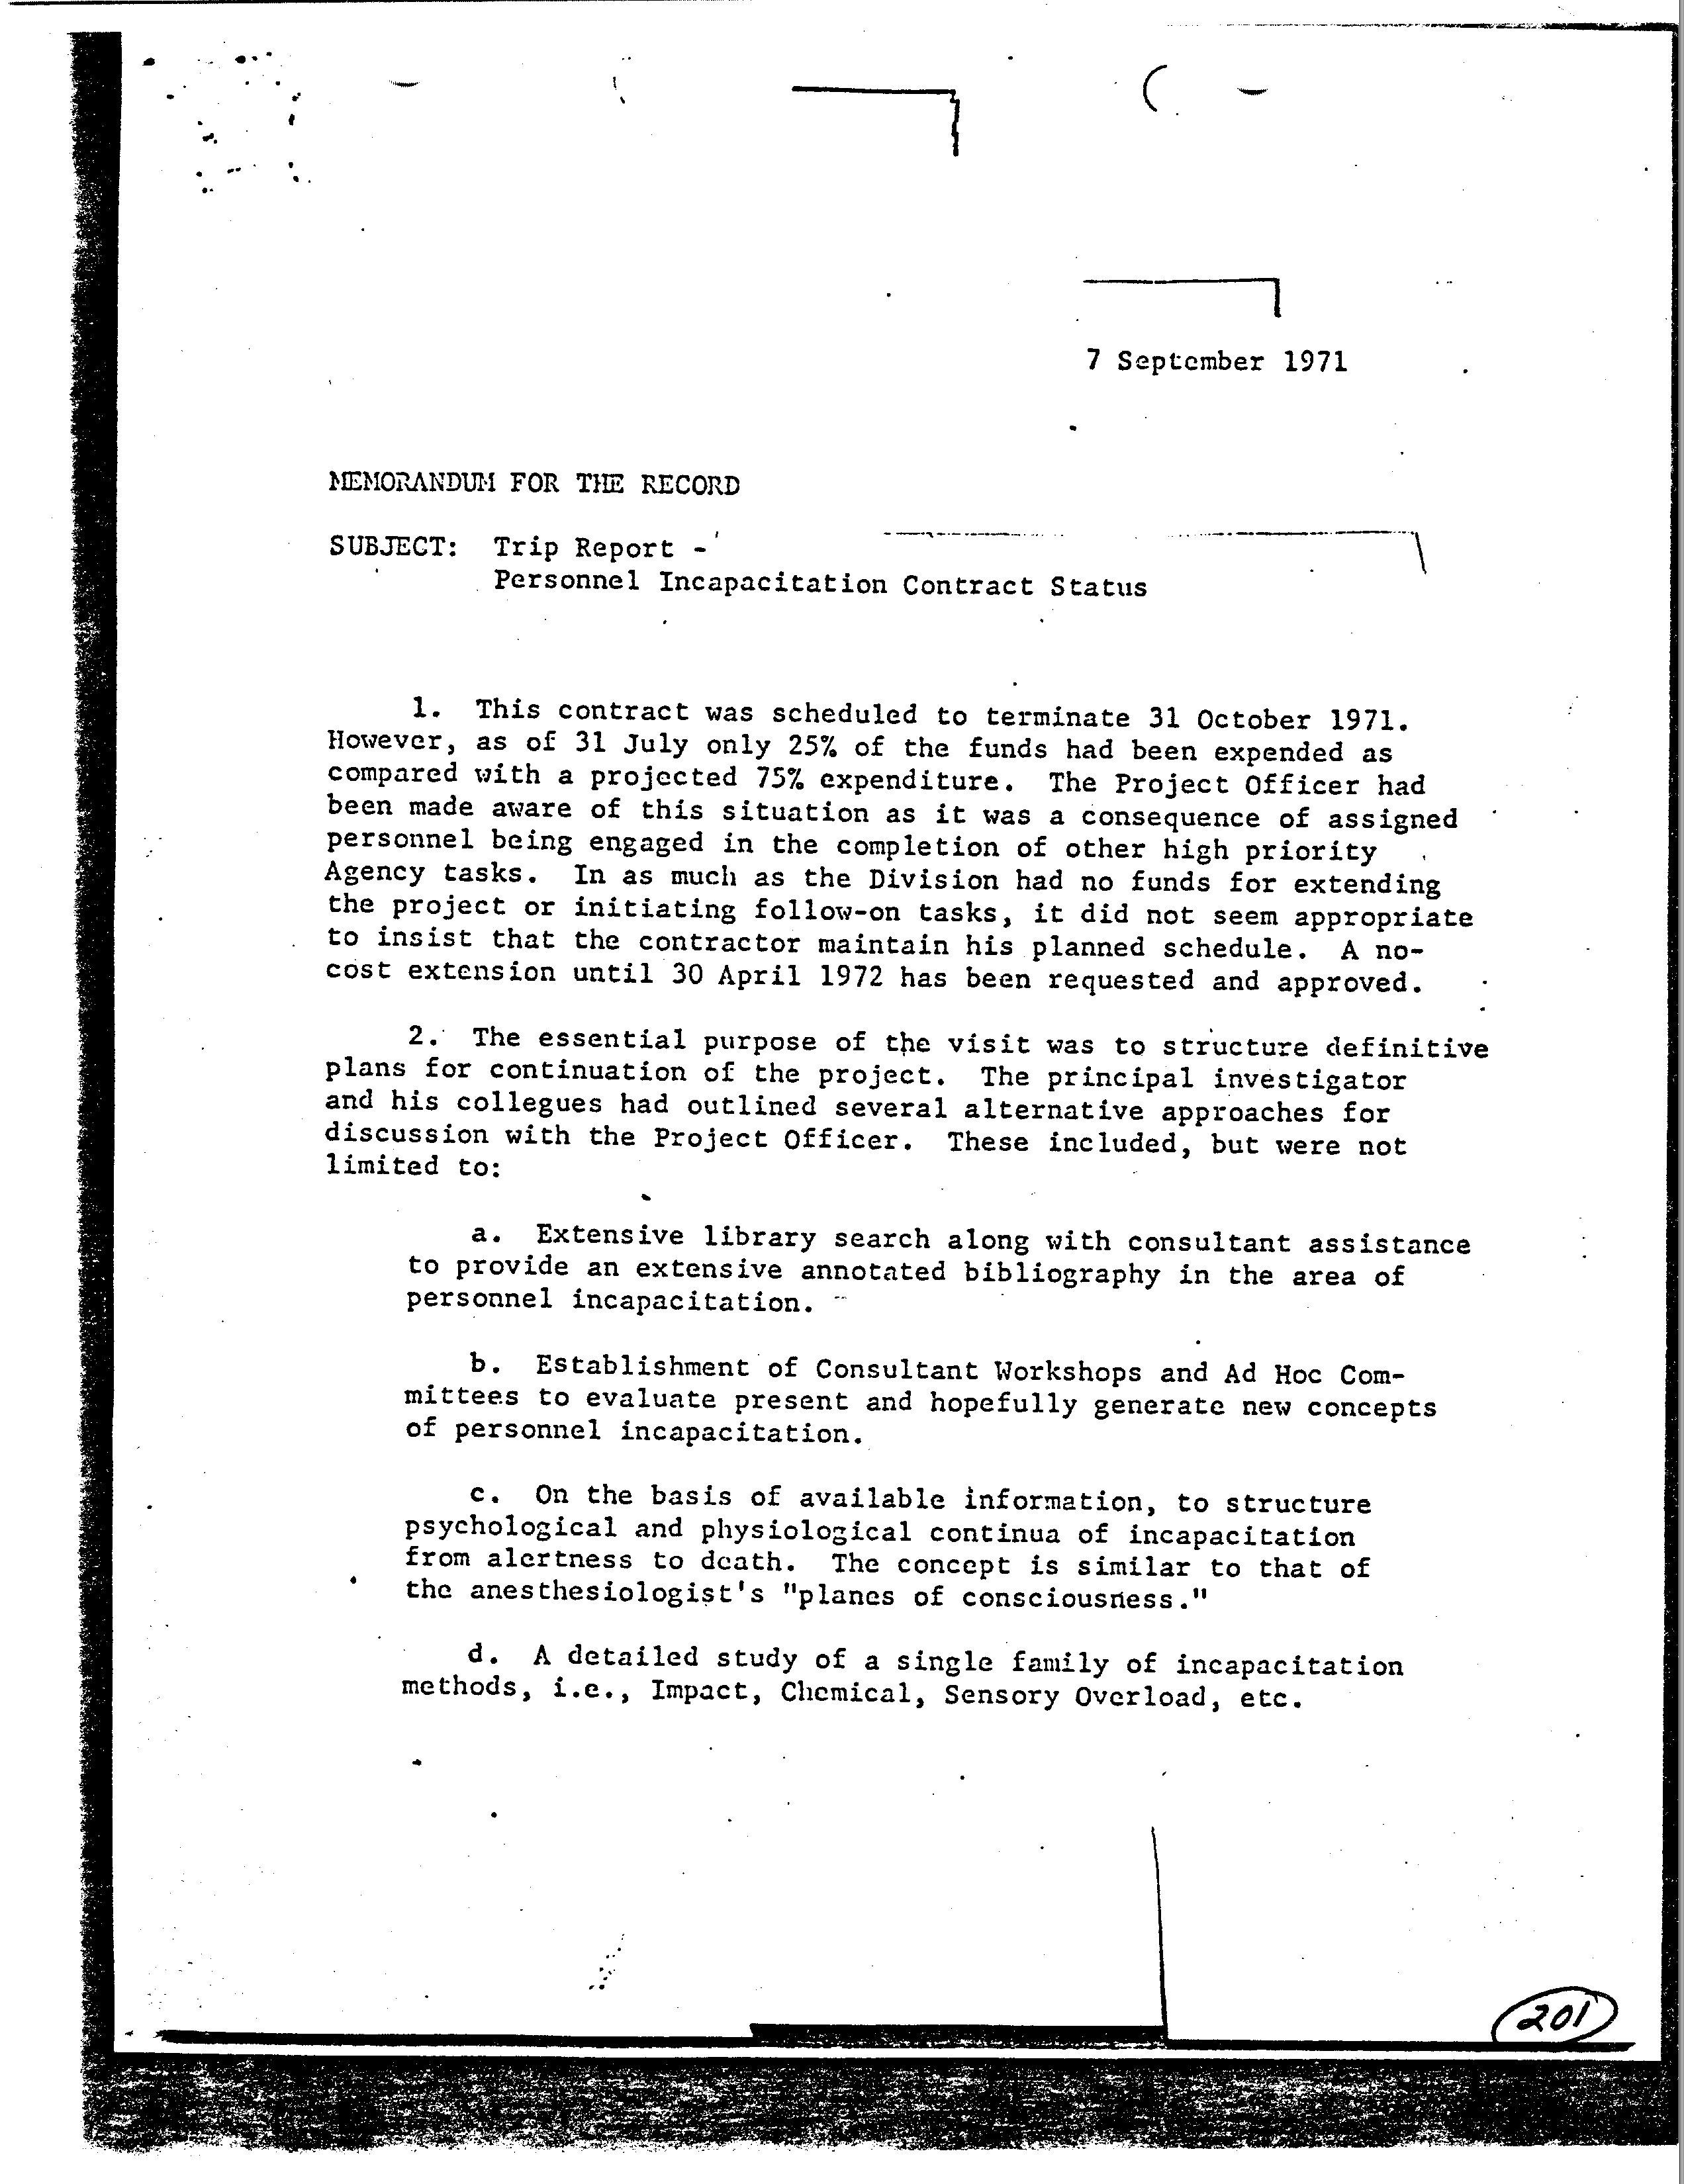 7 September 1971
MEMORANDUM FOR THE RECORD
SUBJECT: Trip Report -
Personnel Incapacitation Contract Status
1. This contract was scheduled to terminate 31 October 1971.
However, as of 31 July only 25% of the funds had been expended as
compared with a projected 75% expenditure. The Project Officer had
been made aware of this situation as it was a consequence of assigned
personnel being engaged in the completion of other high priority
Agency tasks. In as much as the Division had no funds for extending
the project or initiating follow-on tasks, it did not seem appropriate
to insist that the contractor maintain his planned schedule. A no-
cost extension until 30 April 1972 has been requested and approved.
2. The essential purpose of the visit was to structure definitive
plans for continuation of the project. The principal investigator
and his collegues had outlined several alternative approaches for
discussion with the Project Officer. These included, but were not
limited to:
a. Extensive library search along with consultant assistance
to provide an extensive annotated bibliography in the area of
personnel incapacitation.
b. Establishment of Consultant Workshops and Ad Hoc Com-
mittees to evaluate present and hopefully generate new concepts
of personnel incapacitation.
c. On the basis of available information, to structure
psychological and physiological continua of incapacitation
from alertness to death. The concept is similar to that of
the anesthesiologist's "planes of consciousness."
d. A detailed study of a single family of incapacitation
methods, i.e., Impact, Chemical, Sensory Overload, etc.
201